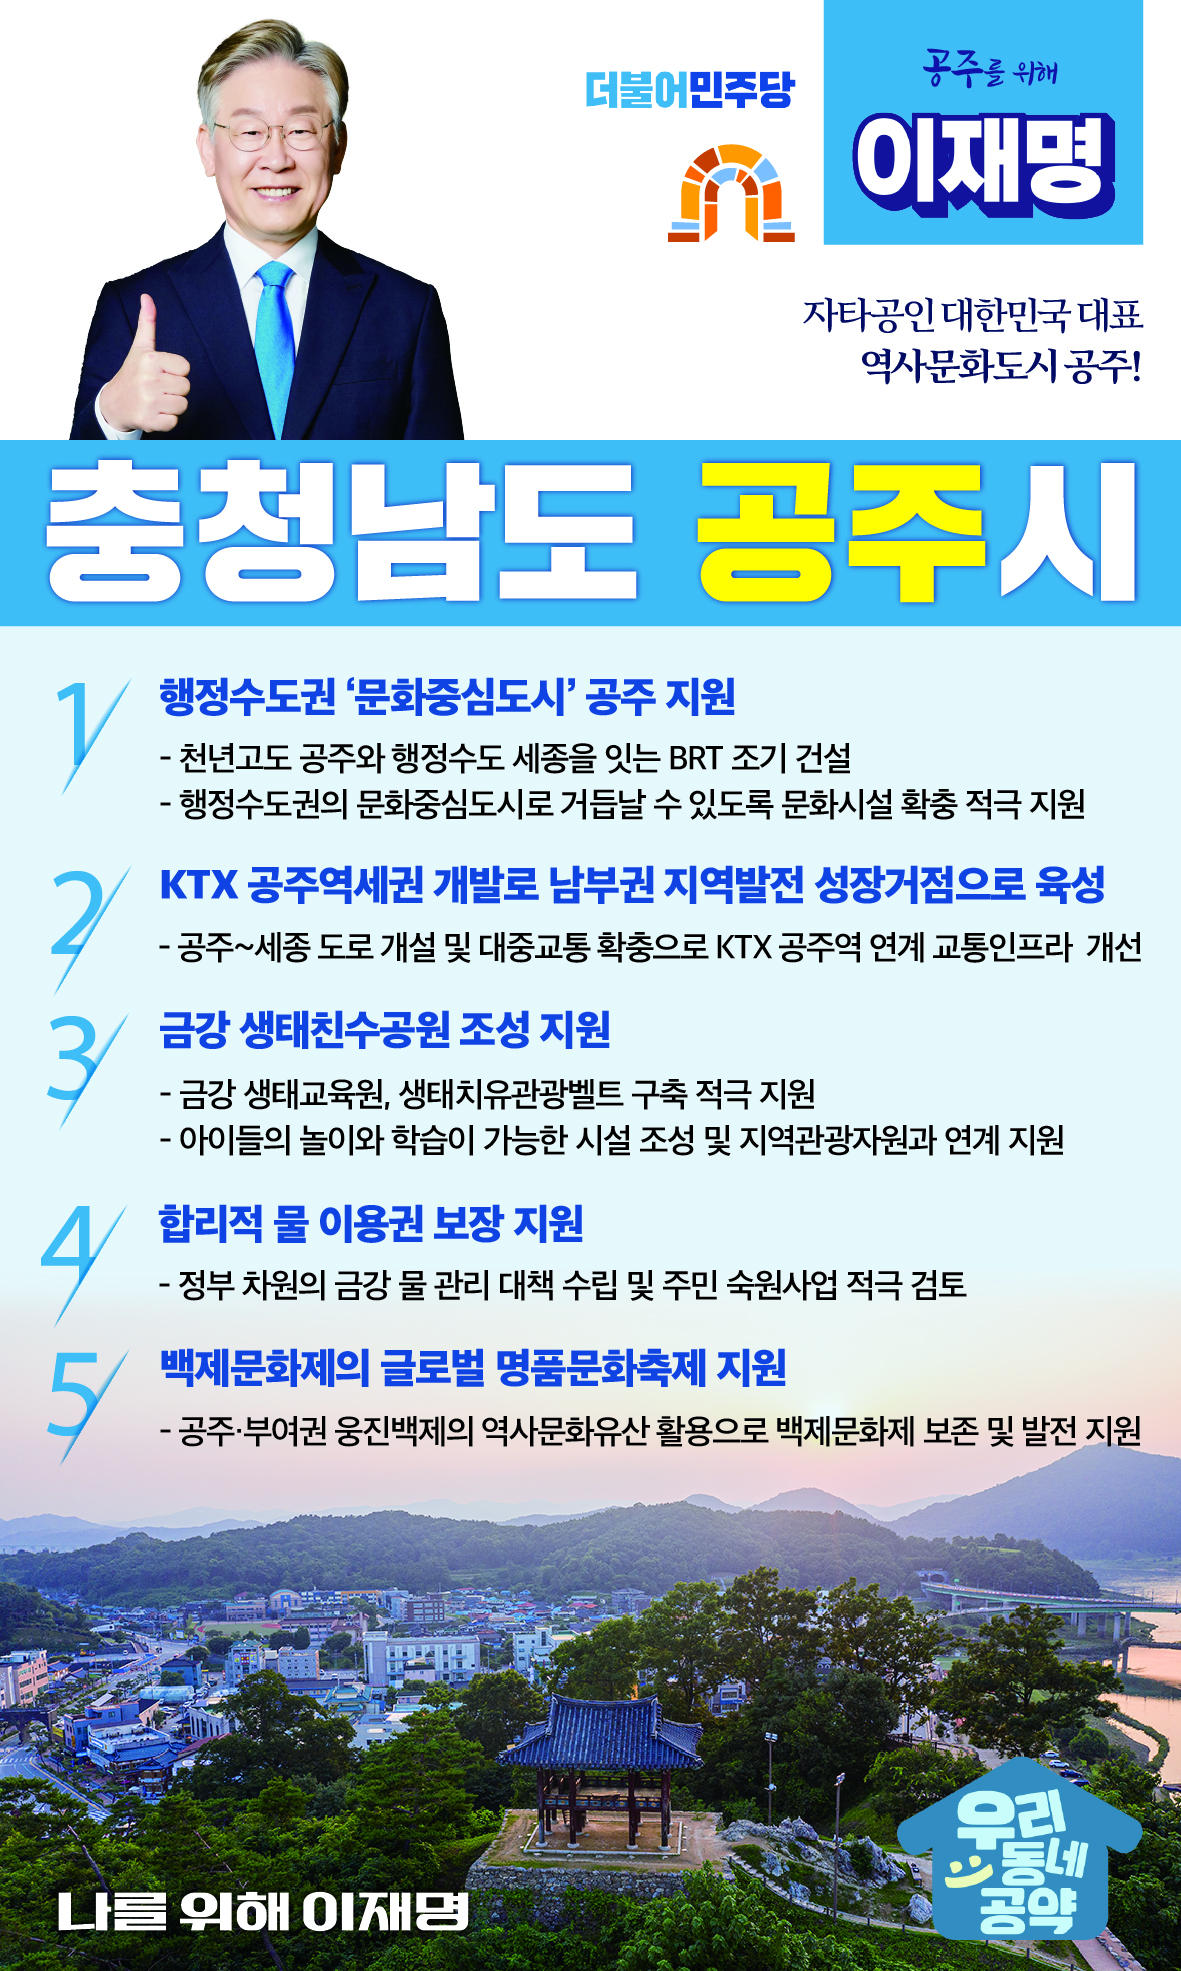 더불어민주당
공주를 위해
이재명
자타공인 대한민국 대표
역사문화도시 공주!
충청남도 공주시
1 행정수도권 ‘문화중심도시’ 공주 지원
- 천년고도 공주와 행정수도 세종을 잇는 BRT 조기 건설
- 행정수도권의 문화중심도시로 거듭날 수 있도록 문화시설 확충 적극 지원
2 KTX 공주역세권 개발로 남부권 지역발전 성장거점으로 육성
- 공주~세종 도로 개설 및 대중교통 확충으로 KTX 공주역 연계 교통인프라 개선
3 금강 생태친수공원 조성 지원
- 금강 생태교육원, 생태치유관광벨트 구축 적극 지원
- 아이들의 놀이와 학습이 가능한 시설 조성 및 지역관광자원과 연계 지원
4 합리적 물 이용권 보장 지원
- 정부 차원의 금강 물 관리 대책 수립 및 주민 숙원사업 적극 검토
5 백제문화제의 글로벌 명품문화축제 지원
- 공주·부여권 웅진백제의 역사문화유산 활용으로 백제문화제 보존 및 발전 지원
나를 위해 이재명
우리
동네
공약